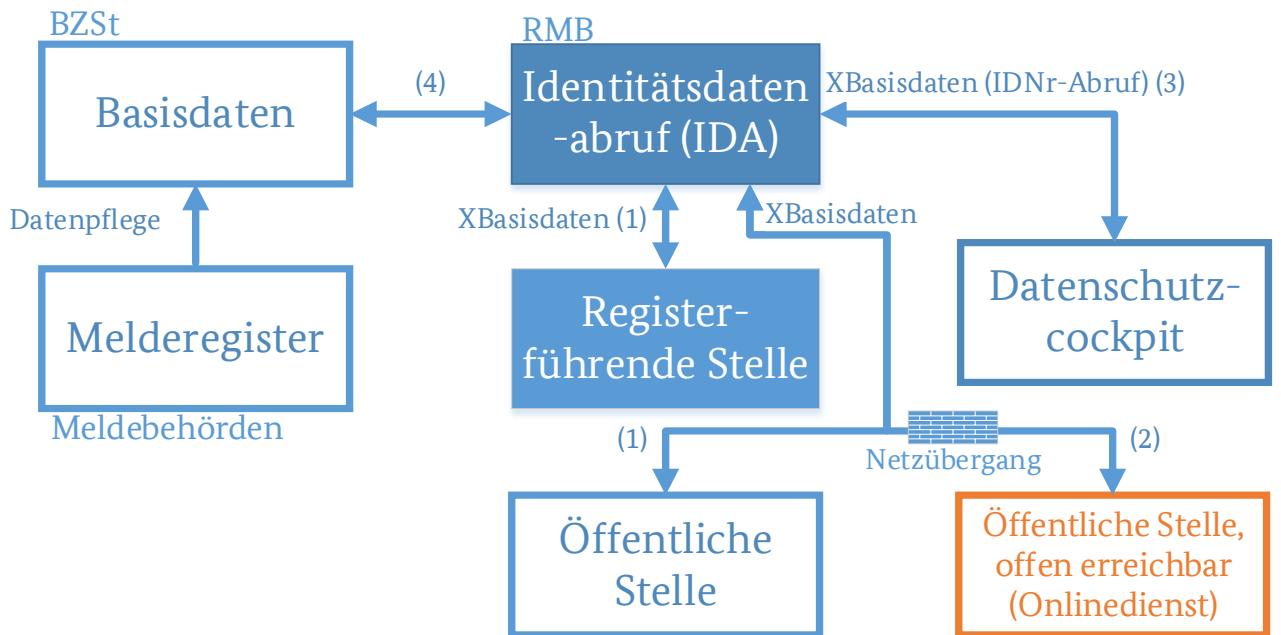 BZSt
Basisdaten
(4)
RMB
Identitätsdaten
-abruf (IDA)
XBasisdaten (IDNr-Abruf) (3)
Datenpflege
XBasisdaten (1)
XBasisdaten
Melderegister
Meldebehörden
Register-
führende Stelle
Datenschutz-
cockpit
(1)
Netzübergang
(2)
Öffentliche
Stelle
Öffentliche Stelle,
offen erreichbar
(Onlinedienst)